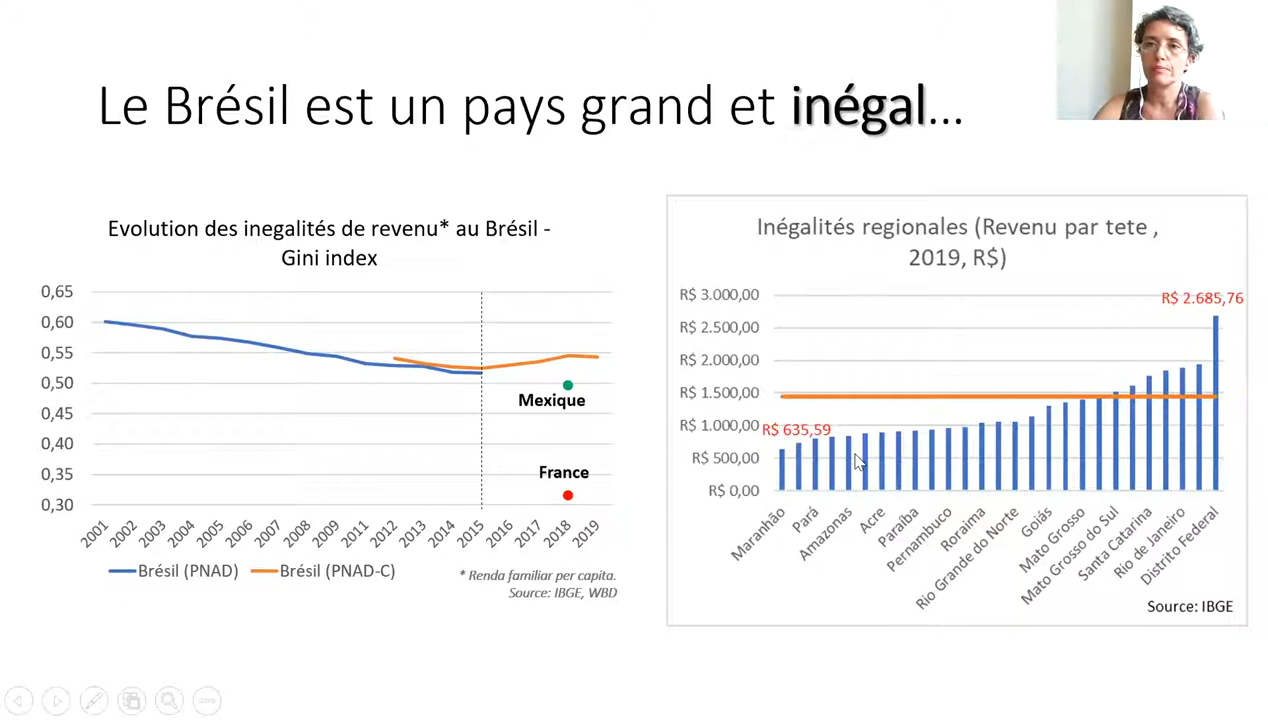 Le Brésil est un pays grand et inégal...
Evolution des inegalités de revenu* au Brésil -
Gini index
0,65
0,60
0,55
0,50
0,45
0,40
0,35
0,30
Mexique
France
2001
2002
2003
2004
2005
2006
2007
2008
2009
2011
2012
2013
2014
2015
2016
2017
2018
2019
Brésil (PNAD)
Brésil (PNAD-C)
* Renda familiar per capita.
Source: IBGE, WBD
Inégalités regionales (Revenu par tete ,
2019, R$)
R$ 3.000,00
R$ 2.500,00
R$ 2.000,00
R$ 1.500,00
R$ 1.000,00
R$ 500,00
R$ 0,00
R$ 635,59
R$ 2.685,76
Maranhão
Pará
Amazonas
Acre
Paraíba
Pernambuco
Roraima
Rio Grande do Norte
Goiás
Mato Grosso
Mato Grosso do Sul
Santa Catarina
Rio de Janeiro
Distrito Federal
Source: IBGE